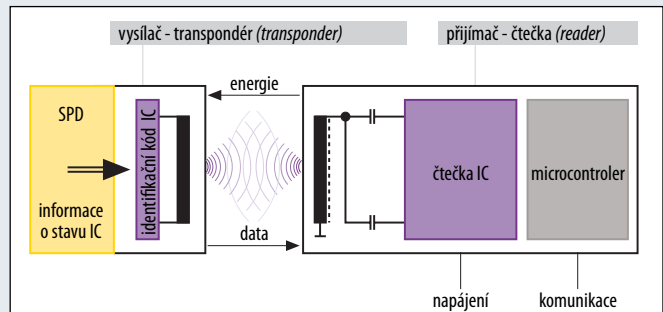 vysílač - transpondér (transponder)
přijímač - čtečka (reader)
energie
SPD
informace
o stavu IC
identifikační kód IC
data
čtečka IC
microcontroler
napájení
komunikace